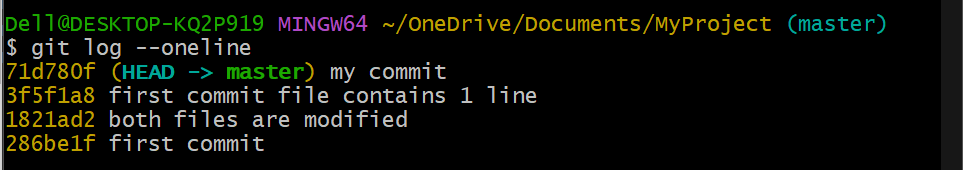 Dell@DESKTOP-KQ2P919 MINGW64 ~/OneDrive/Documents/MyProject (master)
$ git log --oneline
71d780f (HEAD -> master) my commit
3f5f1a8 first commit file contains 1 line
1821ad2 both files are modified
286be1f first commit